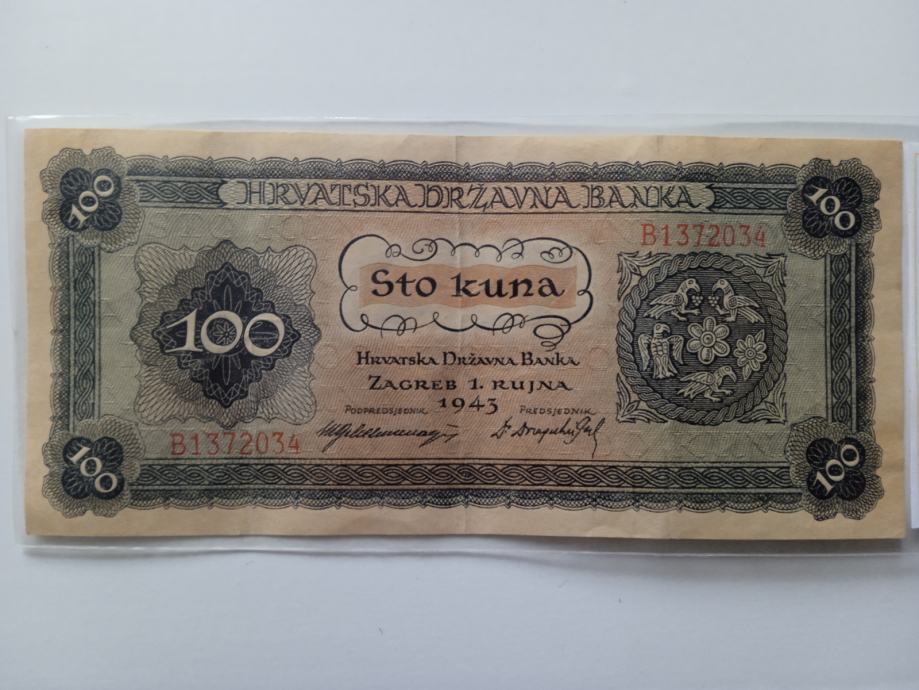 100
HRVATSKA DRŽAVNA BANKA
100
B1372034
Sto kuna
100
HRVATSKA DRŽAVNA BANKA
ZAGREB 1. RUJNA
1943
PODPREDSJEDNIK PREDSJEDNIK
B1372034
100
100